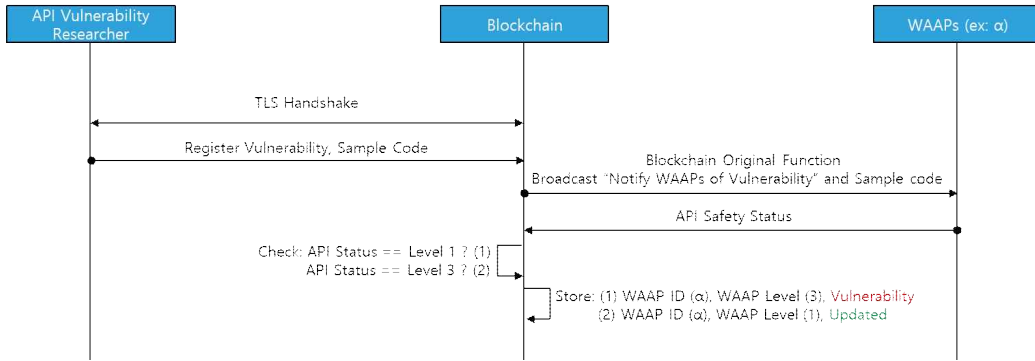 API Vulnerability
Researcher
Blockchain
WAAPs (ex: α)
TLS Handshake
Register Vulnerability, Sample Code
Blockchain Original Function
Broadcast "Notify WAAPs of Vulnerability" and Sample code
API Safety Status
Check: API Status == Level 1 ? (1)
API Status == Level 3 ? (2)
Store: (1) WAAP ID (α), WAAP Level (3), Vulnerability
(2) WAAP ID (α), WAAP Level (1), Updated